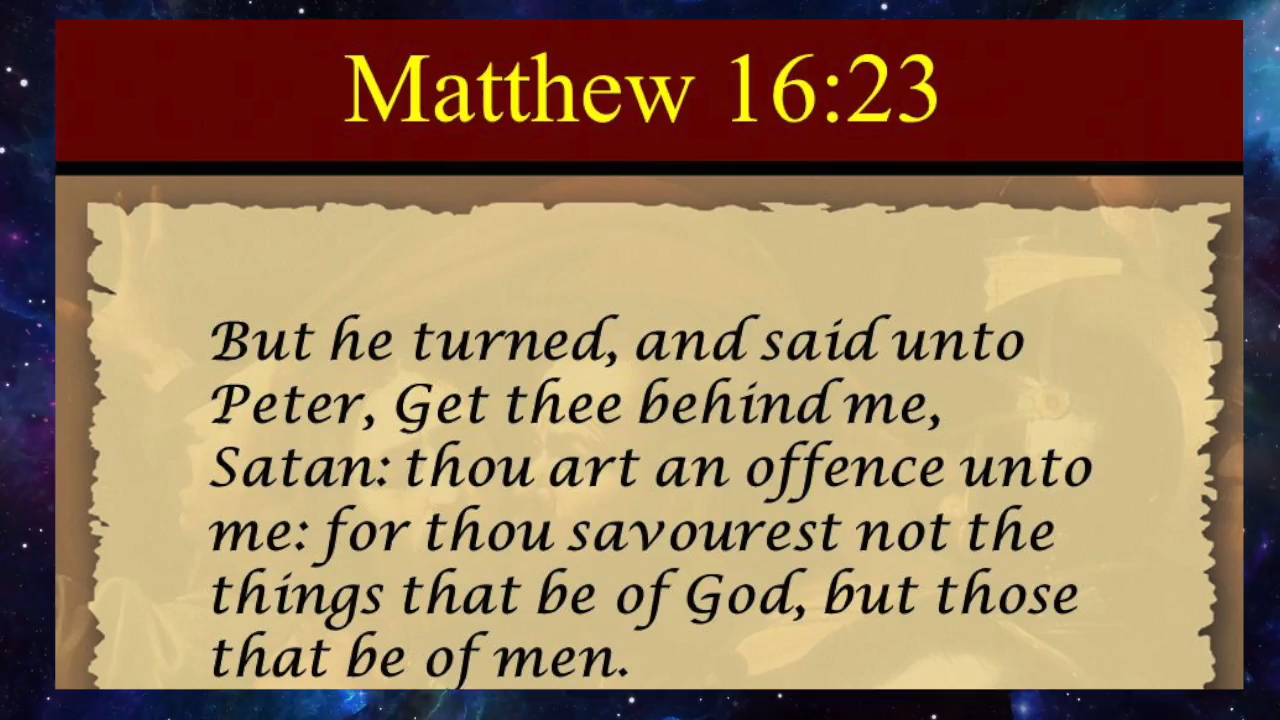 Matthew 16:23
But he turned, and said unto
Peter, Get thee behind me,
Satan: thou art an offence unto
me: for thou savourest not the
things that be of God, but those
that be of men.